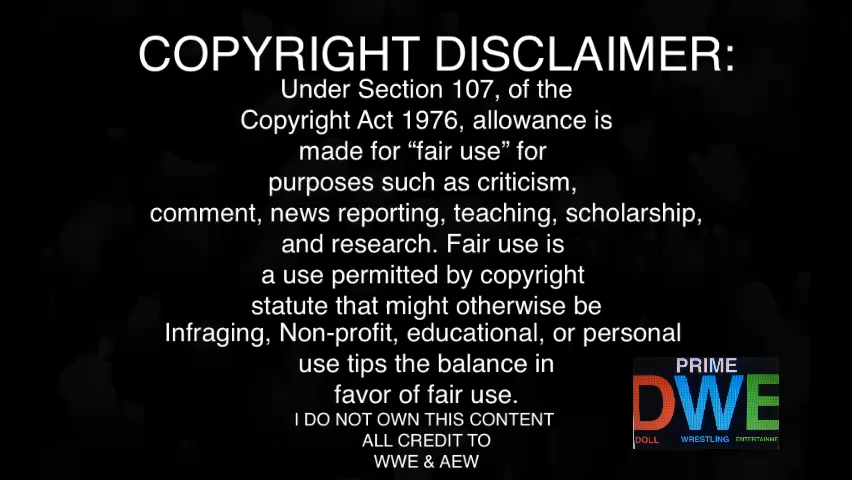 COPYRIGHT DISCLAIMER:
Under Section 107, of the
Copyright Act 1976, allowance is
made for “fair use” for
purposes such as criticism,
comment, news reporting, teaching, scholarship,
and research. Fair use is
a use permitted by copyright
statute that might otherwise be
Infraging, Non-profit, educational, or personal
use tips the balance in
favor of fair use.
I DO NOT OWN THIS CONTENT
ALL CREDIT TO
WWE & AEW
PRIME
DWE
DOLL WRESTLING ENTERTAINME